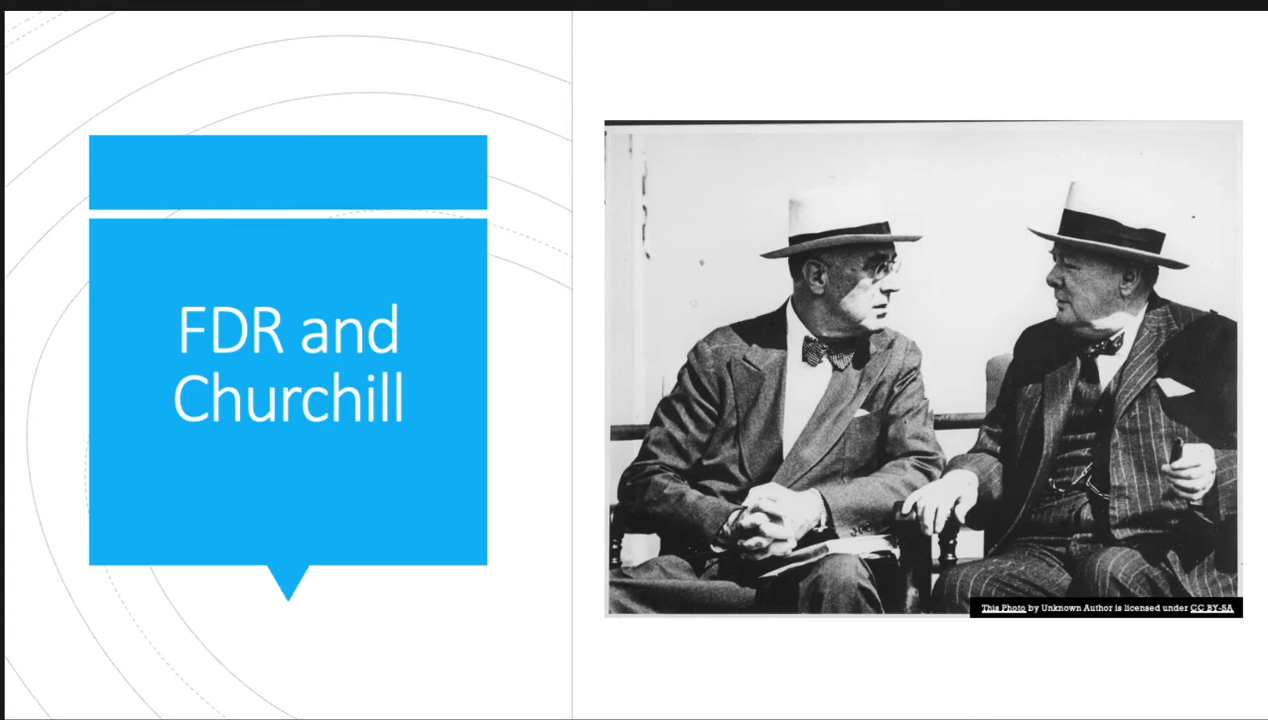 FDR and
Churchill
This Photo by Unknown Author is licensed under CC BY-SA